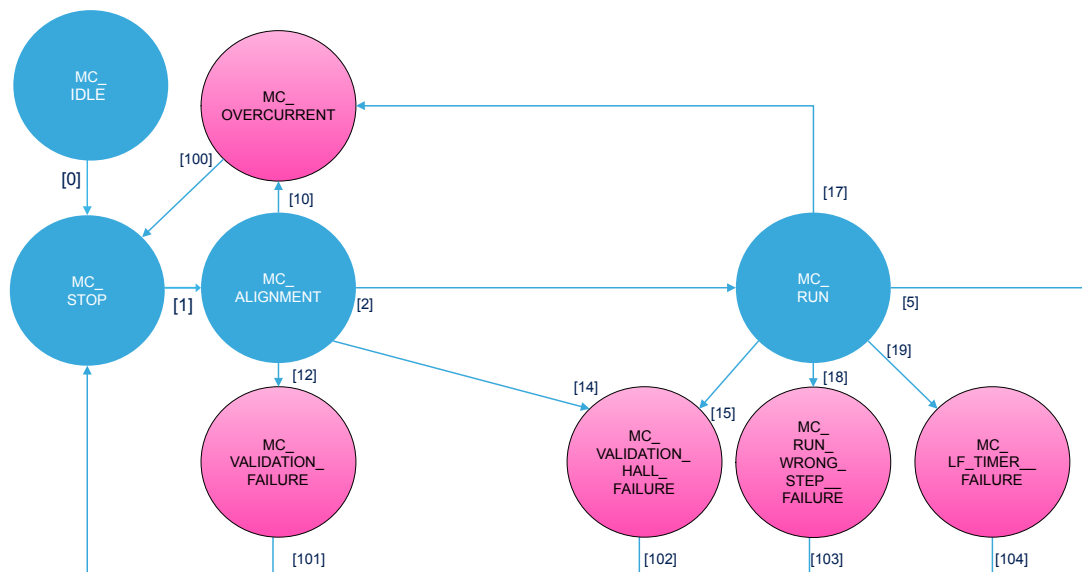 MC_
IDLE
MC_
OVERCURRENT
[100]
[0]
[10]
[17]
MC_
STOP
[1]
MC_
ALIGNMENT
[2]
MC_
RUN
[5]
[12]
[14]
[15]
[18]
[19]
MC_
VALIDATION_
FAILURE
MC_
VALIDATION_
HALL_
FAILURE
MC_
RUN_
WRONG_
STEP__
FAILURE
MC_
LF_TIMER__
FAILURE
[101]
[102]
[103]
[104]